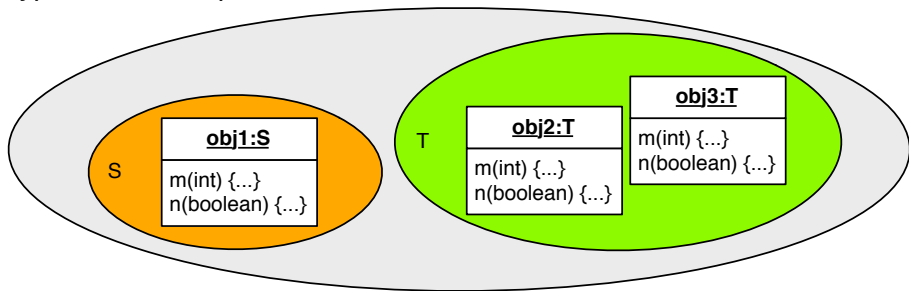 S
obj1:S
m(int) {...}
n(boolean) {...}
T
obj2:T
m(int) {...}
n(boolean) {...}
obj3:T
m(int) {...}
n(boolean) {...}